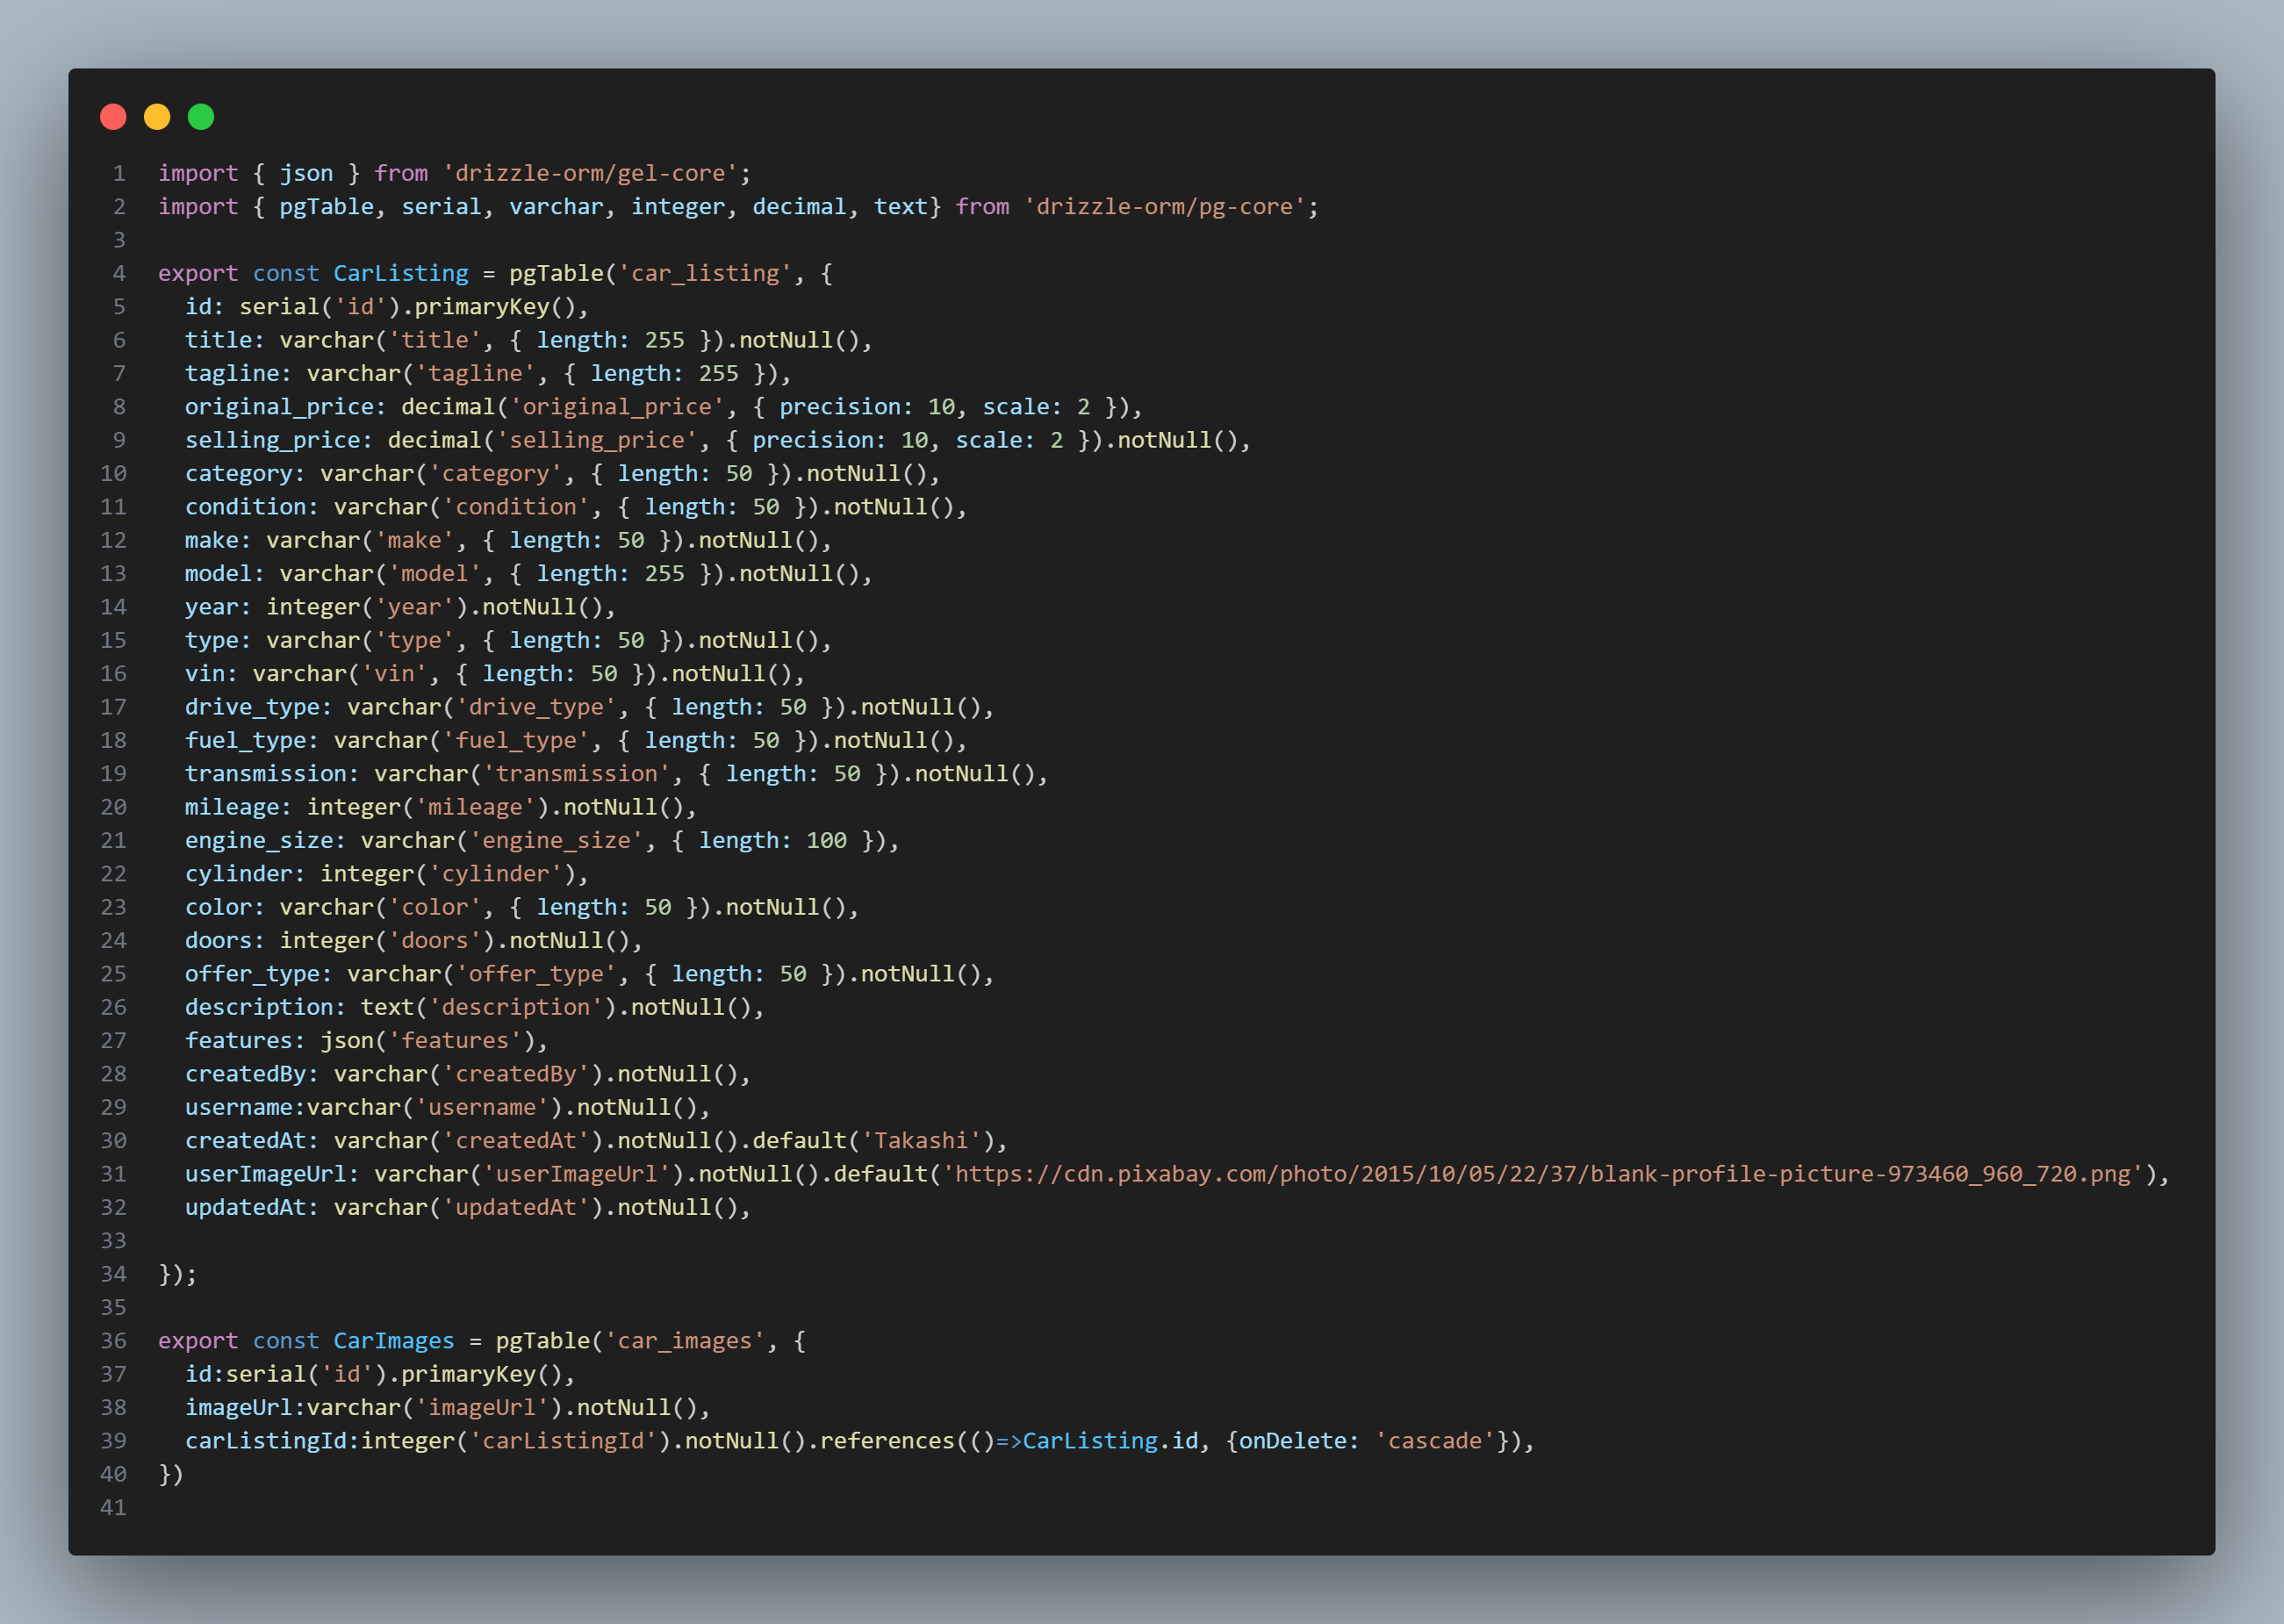 1 import { json } from 'drizzle-orm/gel-core';
2 import { pgTable, serial, varchar, integer, decimal, text} from 'drizzle-orm/pg-core';
3
4 export const CarListing = pgTable('car_listing', {
5   id: serial('id').primaryKey(),
6   title: varchar('title', { length: 255 }).notNull(),
7   tagline: varchar('tagline', { length: 255 }),
8   original_price: decimal('original_price', { precision: 10, scale: 2 }),
9   selling_price: decimal('selling_price', { precision: 10, scale: 2 }).notNull(),
10   category: varchar('category', { length: 50 }).notNull(),
11   condition: varchar('condition', { length: 50 }).notNull(),
12   make: varchar('make', { length: 50 }).notNull(),
13   model: varchar('model', { length: 255 }).notNull(),
14   year: integer('year').notNull(),
15   type: varchar('type', { length: 50 }).notNull(),
16   vin: varchar('vin', { length: 50 }).notNull(),
17   drive_type: varchar('drive_type', { length: 50 }).notNull(),
18   fuel_type: varchar('fuel_type', { length: 50 }).notNull(),
19   transmission: varchar('transmission', { length: 50 }).notNull(),
20   mileage: integer('mileage').notNull(),
21   engine_size: varchar('engine_size', { length: 100 }),
22   cylinder: integer('cylinder'),
23   color: varchar('color', { length: 50 }).notNull(),
24   doors: integer('doors').notNull(),
25   offer_type: varchar('offer_type', { length: 50 }).notNull(),
26   description: text('description').notNull(),
27   features: json('features'),
28   createdBy: varchar('createdBy').notNull(),
29   username:varchar('username').notNull(),
30   createdAt: varchar('createdAt').notNull().default('Takashi'),
31   userImageUrl: varchar('userImageUrl').notNull().default('https://cdn.pixabay.com/photo/2015/10/05/22/37/blank-profile-picture-973460_960_720.png'),
32   updatedAt: varchar('updatedAt').notNull(),
33
34 });
35
36 export const CarImages = pgTable('car_images', {
37   id:serial('id').primaryKey(),
38   imageUrl:varchar('imageUrl').notNull(),
39   carListingId:integer('carListingId').notNull().references(()=>CarListing.id, {onDelete: 'cascade'}),
40 })
41